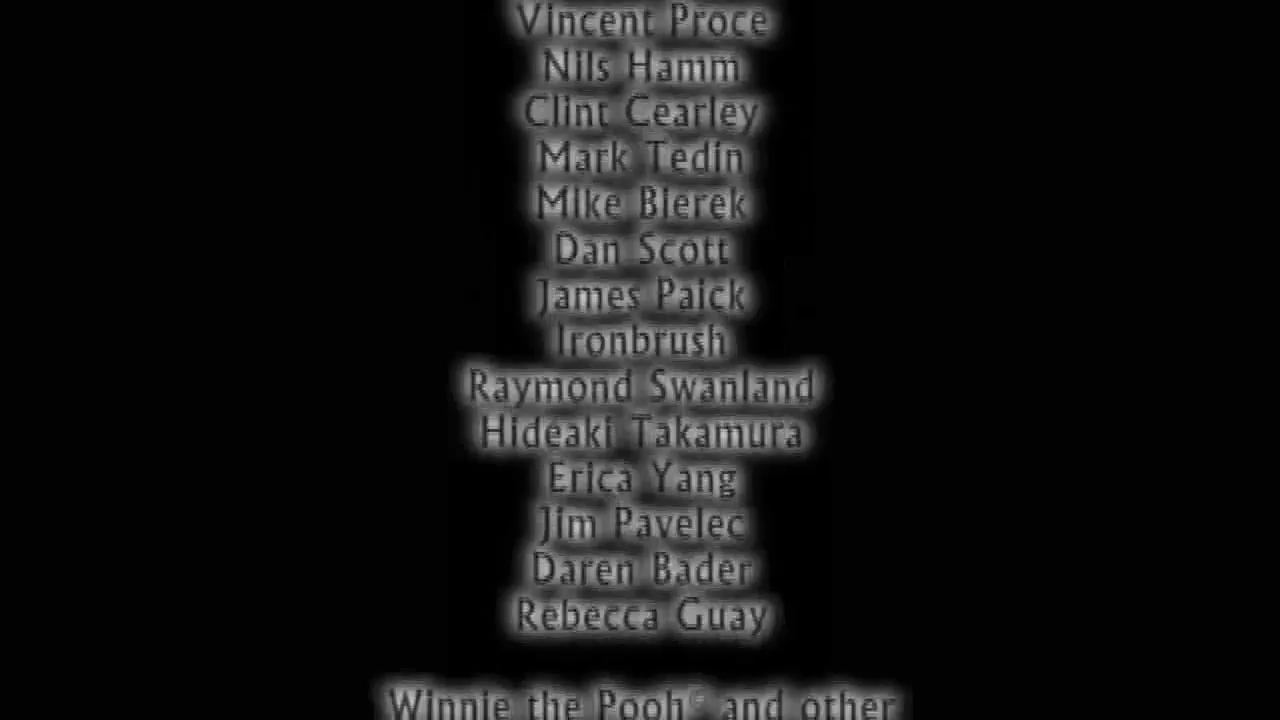 Vincent Proce
Nils Hamm
Clint Cearley
Mark Tedin
Mike Bierek
Dan Scott
James Paick
Ironbrush
Raymond Swanland
Hideaki Takamura
Erica Yang
Jim Pavelec
Daren Bader
Rebecca Guay
Winnie the Pooh® and other